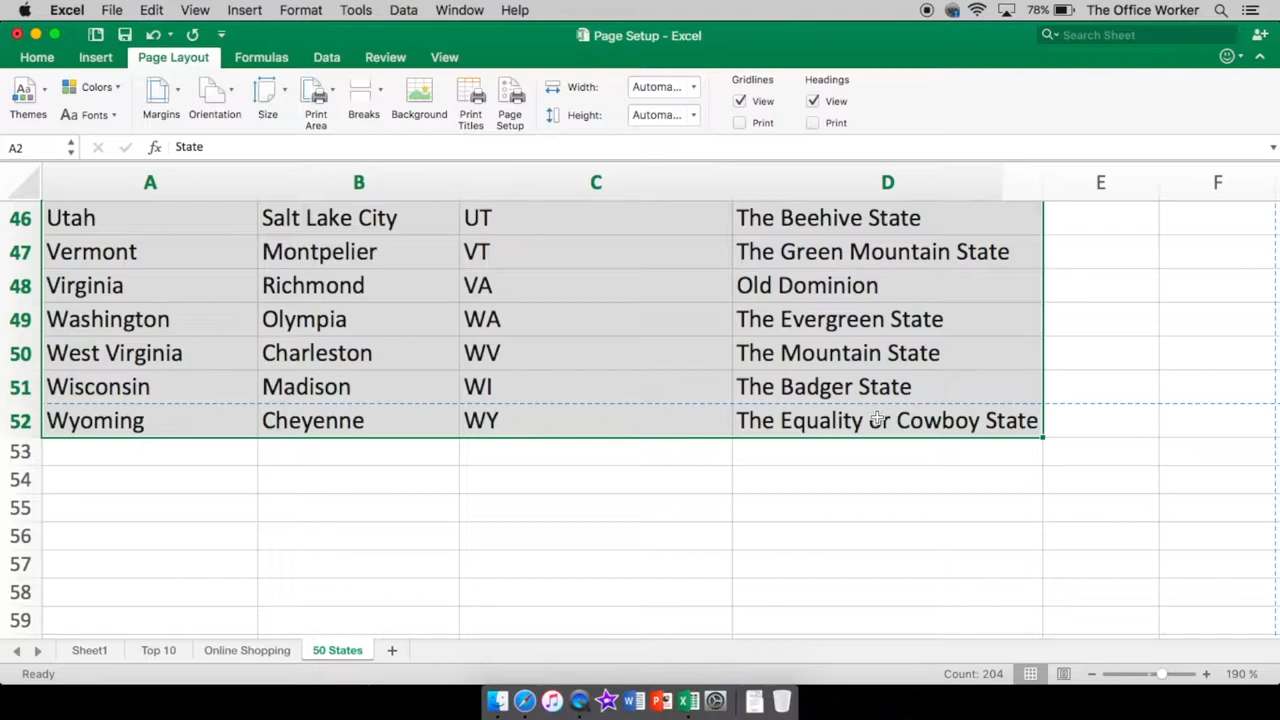 Excel File Edit View Insert Format Tools Data Window Help 78% The Office Worker
Page Setup - Excel Search Sheet
Home Insert Page Layout Formulas Data Review View
Themes Colors Fonts Margins Orientation Size Print Area Breaks Background Print Titles Page Setup Width: Automa... Height: Automa... Gridlines View Print Headings View Print
A2 fx State
A B C D E F
46 Utah Salt Lake City UT The Beehive State
47 Vermont Montpelier VT The Green Mountain State
48 Virginia Richmond VA Old Dominion
49 Washington Olympia WA The Evergreen State
50 West Virginia Charleston WV The Mountain State
51 Wisconsin Madison WI The Badger State
52 Wyoming Cheyenne WY The Equality or Cowboy State
53
54
55
56
57
58
59
Sheet1 Top 10 Online Shopping 50 States +
Ready Count: 204 190 %